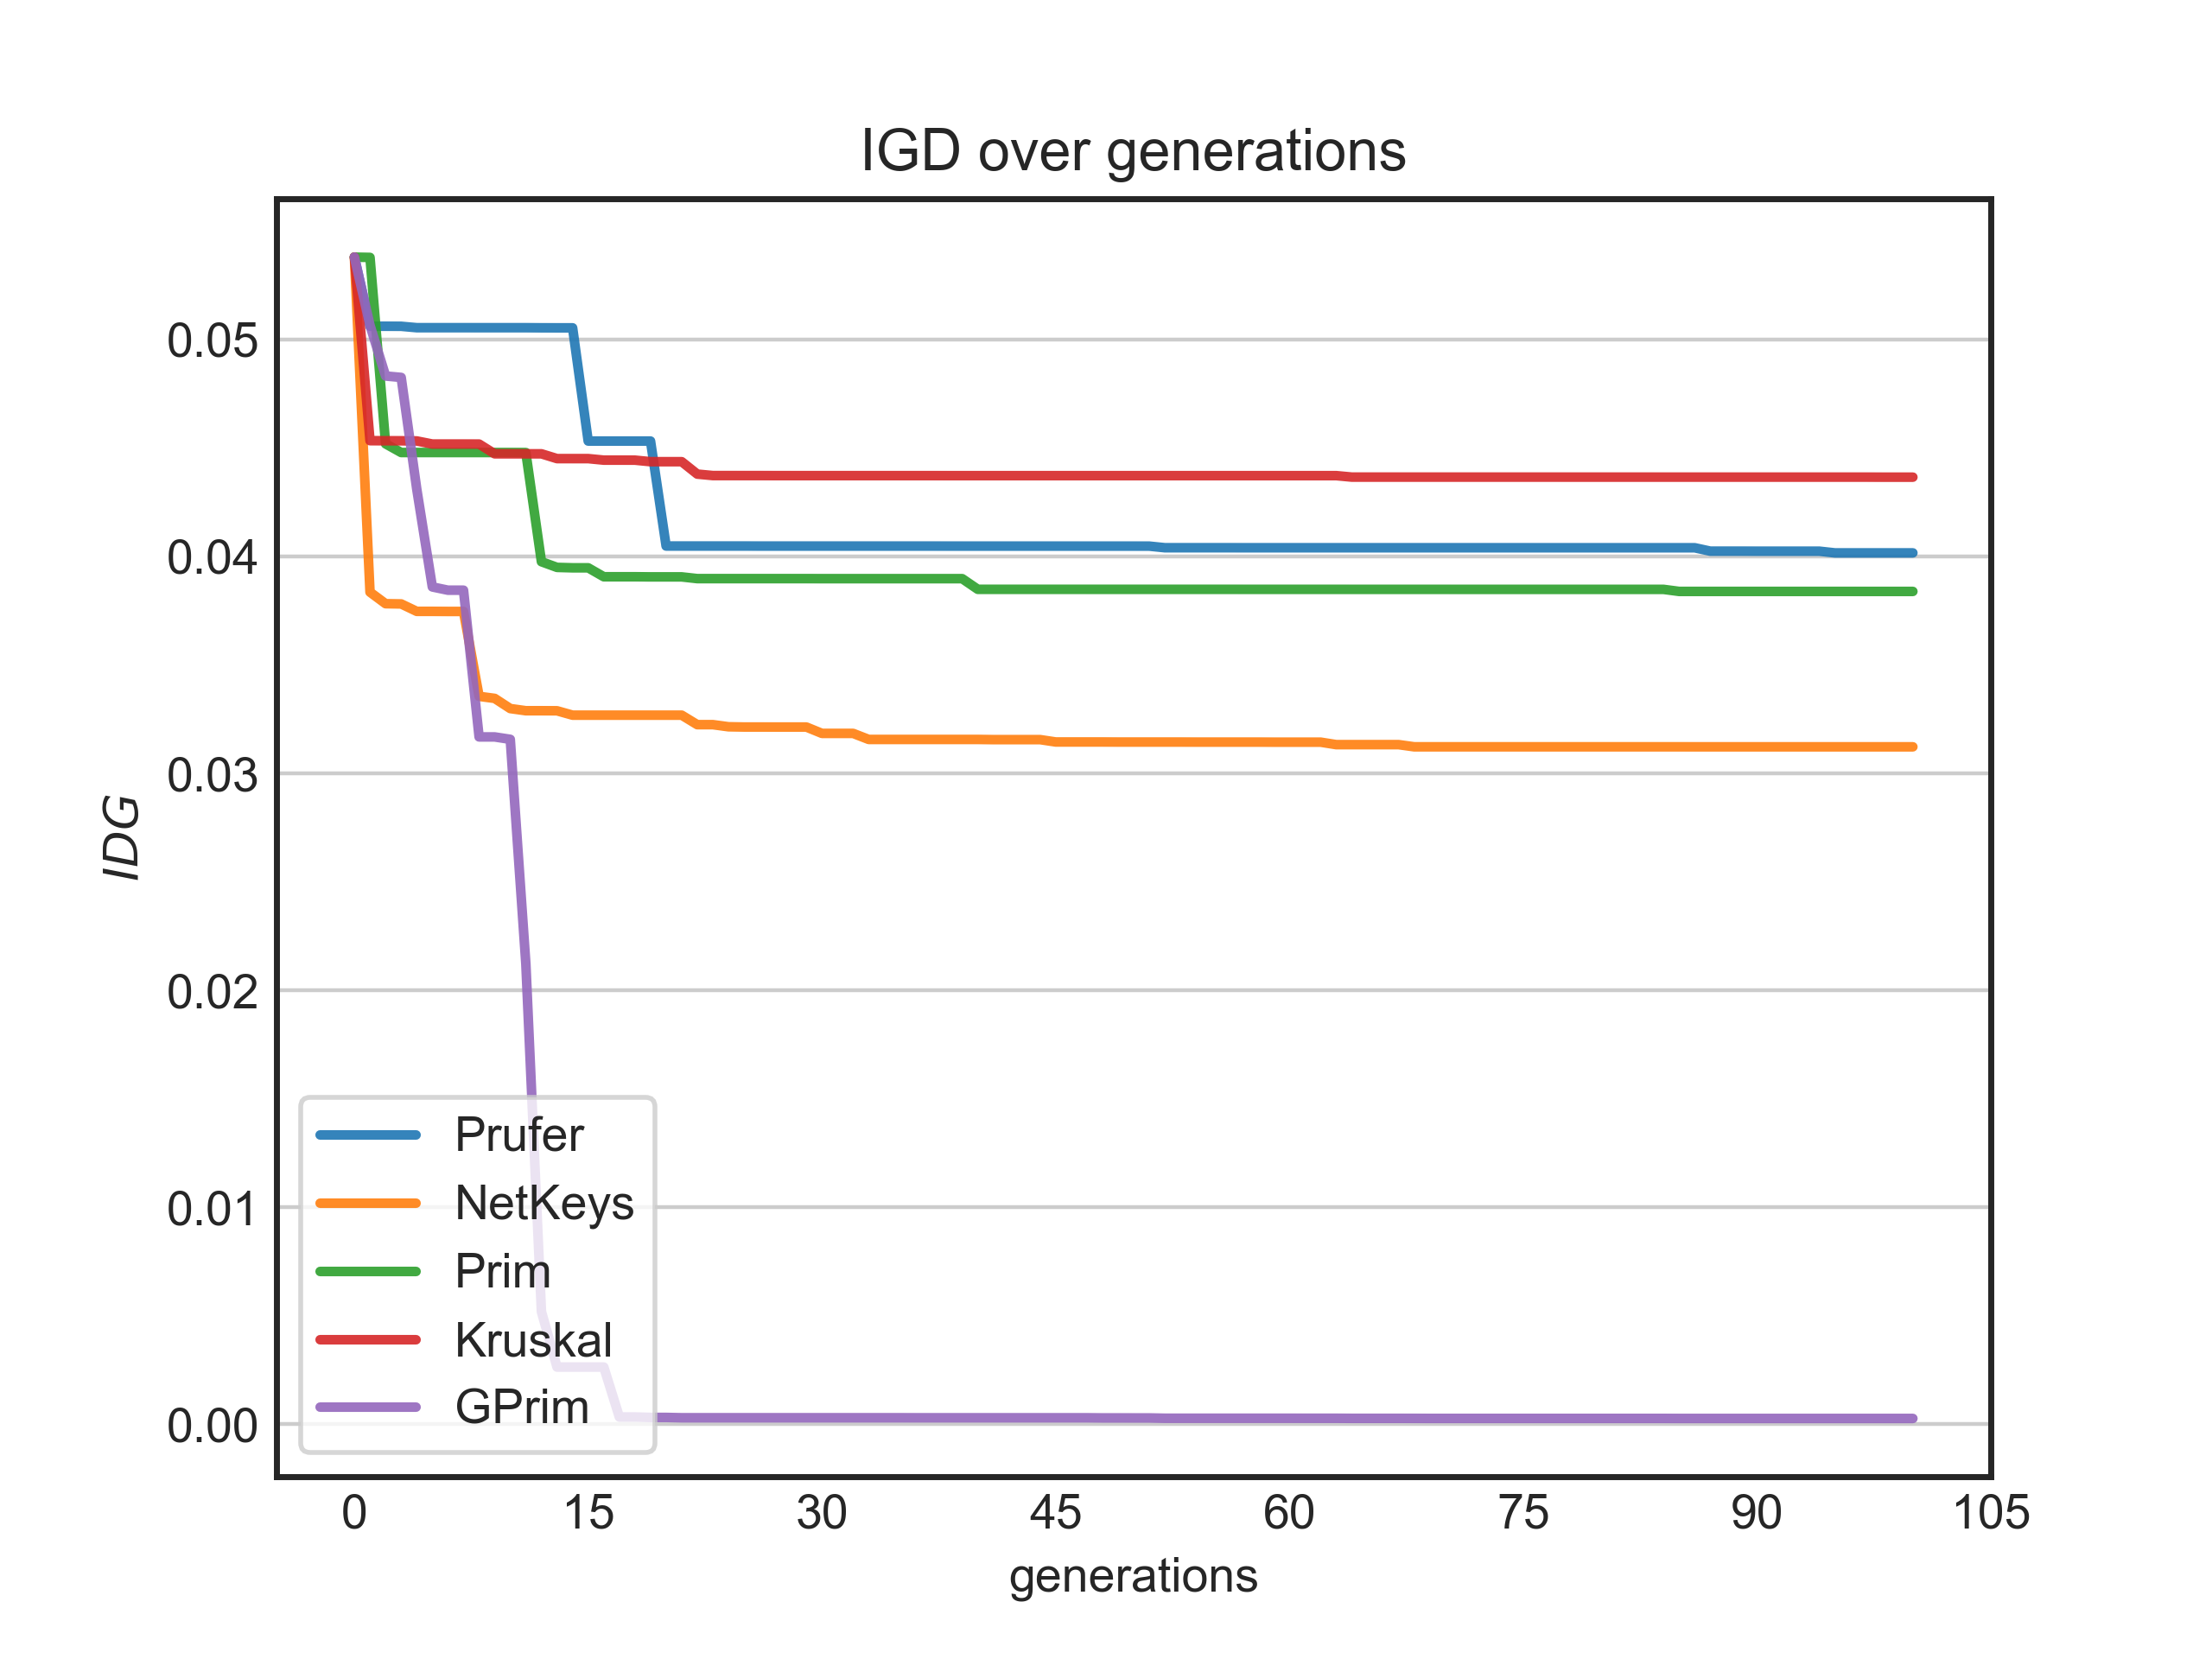 IGD over generations
0.05
0.04
0.03
0.02
0.01
0.00
IDG
Prufer
NetKeys
Prim
Kruskal
GPrim
0 15 30 45 60 75 90 105
generations